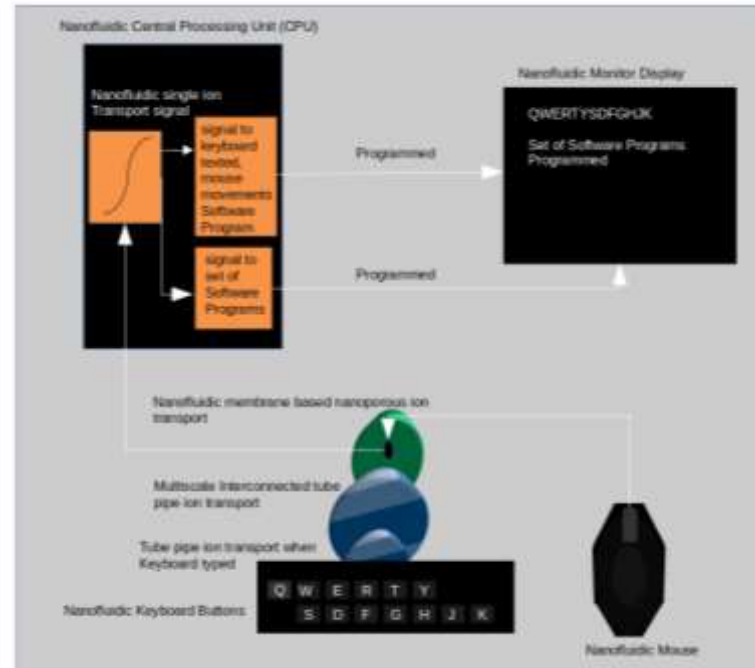 Nanofluidic Central Processing Unit (CPU)
Nanofluidic Monitor Display
Nanofluidic single ion
Transport signal
signal to
keyboard
texted,
mouse
movements
Software
Program
Programmed
QWERTYSDFGHJK
Set of Software Programs
Programmed
signal to
set of
Software
Programs
Programmed
Nanofluidic membrane based nanoporous ion
transport
Multiscale Interconnected tube
pipe ion transport
Tube pipe ion transport when
Keyboard typed
Q W E R T Y
S D F G H J K
Nanofluidic Keyboard Buttons
Nanofluidic Mouse